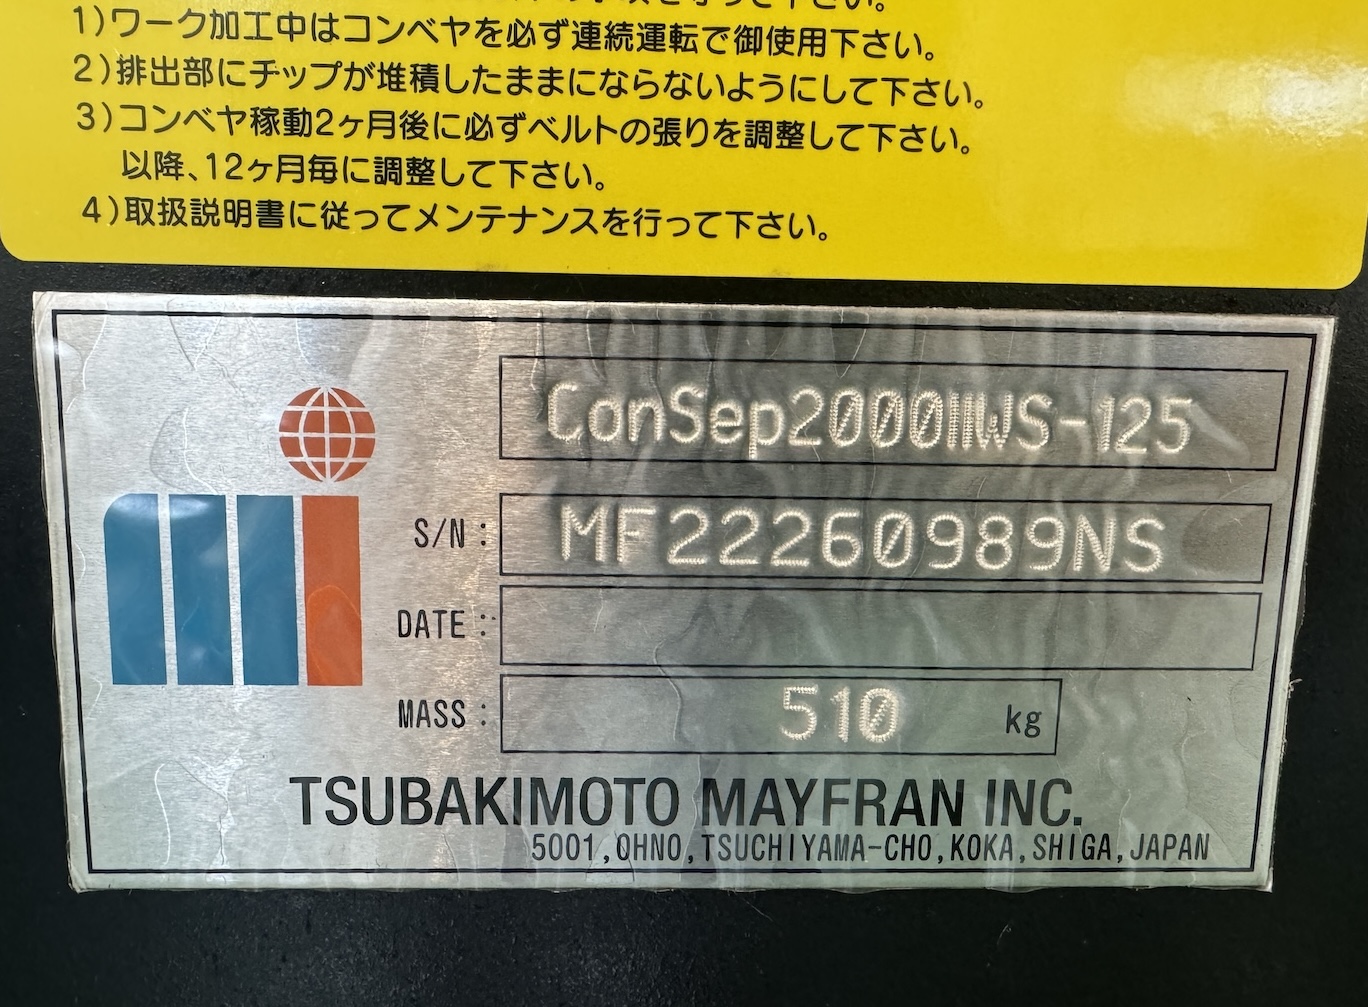 1)ワーク加工中はコンベヤを必ず連続運転で御使用下さい。
2)排出部にチップが堆積したままにならないようにして下さい。
3)コンベヤ稼動2ヶ月後に必ずベルトの張りを調整して下さい。
以降、12ヶ月毎に調整して下さい。
4)取扱説明書に従ってメンテナンスを行って下さい。
mi
ConSep2000IIWS-125
S/N: MF22260989NS
DATE:
MASS: 510 kg
TSUBAKIMOTO MAYFRAN INC.
5001,OHNO,TSUCHIYAMA-CHO,KOKA,SHIGA,JAPAN